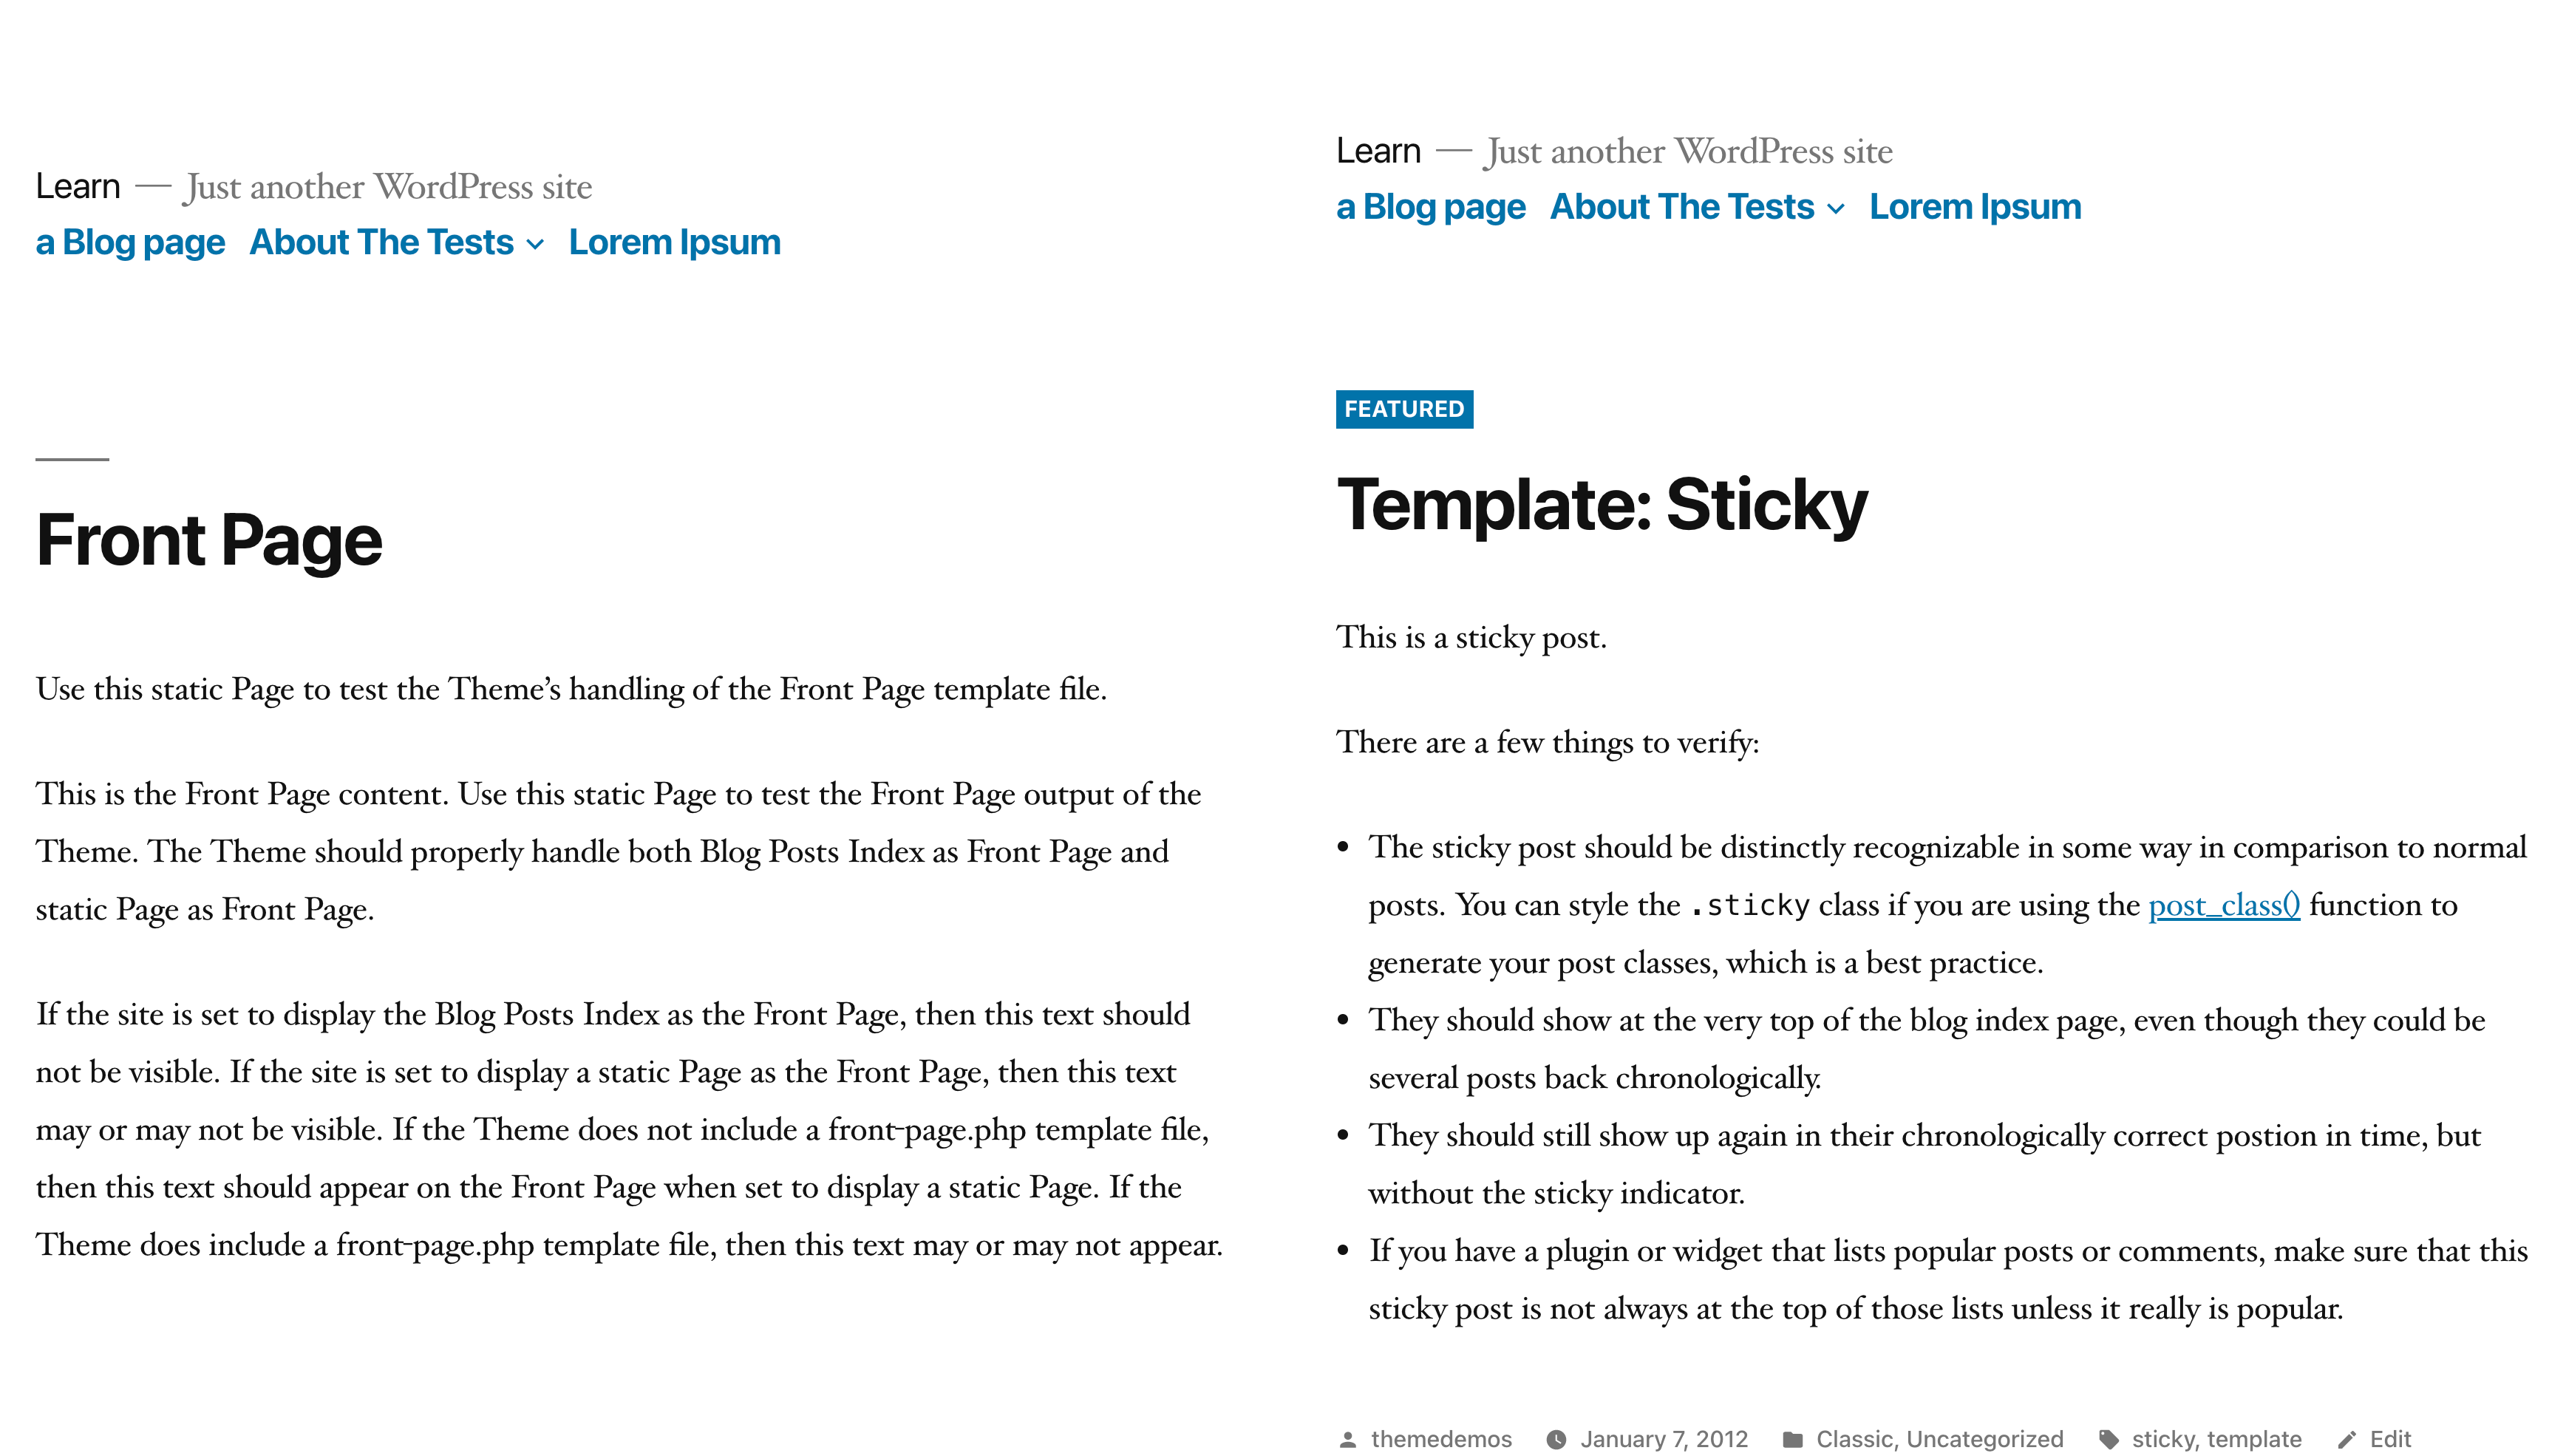 Learn — Just another WordPress site
a Blog page About The Tests Lorem Ipsum
Front Page
Use this static Page to test the Theme’s handling of the Front Page template file.
This is the Front Page content. Use this static Page to test the Front Page output of the
Theme. The Theme should properly handle both Blog Posts Index as Front Page and
static Page as Front Page.
If the site is set to display the Blog Posts Index as the Front Page, then this text should
not be visible. If the site is set to display a static Page as the Front Page, then this text
may or may not be visible. If the Theme does not include a front-page.php template file,
then this text should appear on the Front Page when set to display a static Page. If the
Theme does include a front-page.php template file, then this text may or may not appear.
Learn — Just another WordPress site
a Blog page About The Tests Lorem Ipsum
FEATURED
Template: Sticky
This is a sticky post.
There are a few things to verify:
• The sticky post should be distinctly recognizable in some way in comparison to normal
posts. You can style the .sticky class if you are using the post_class() function to
generate your post classes, which is a best practice.
• They should show at the very top of the blog index page, even though they could be
several posts back chronologically.
• They should still show up again in their chronologically correct postion in time, but
without the sticky indicator.
• If you have a plugin or widget that lists popular posts or comments, make sure that this
sticky post is not always at the top of those lists unless it really is popular.
themedemos January 7, 2012 Classic, Uncategorized sticky, template Edit